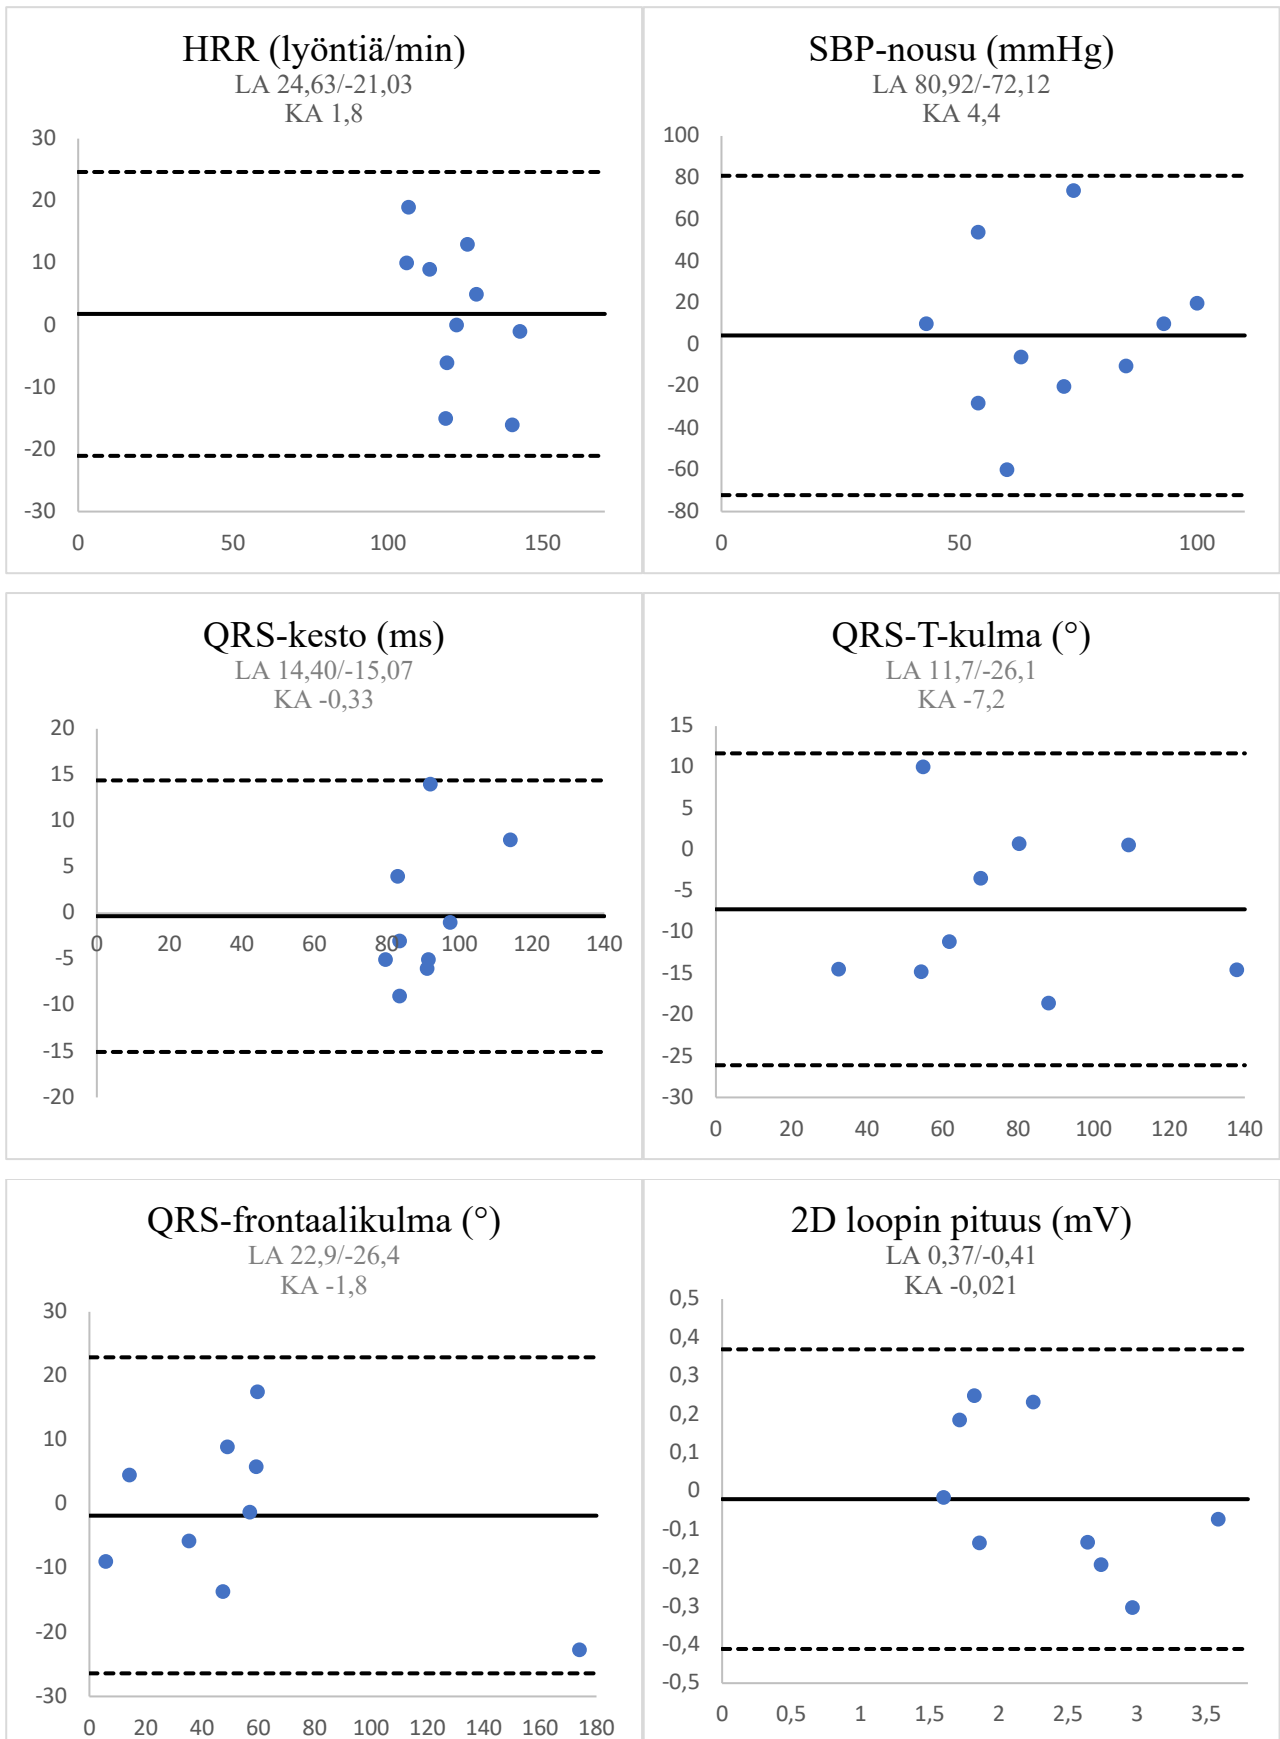 HRR (lyöntiä/min)
LA 24,63/-21,03
KA 1,8
30
20
10
0
-10
-20
-30
0 50 100 150
SBP-nousu (mmHg)
LA 80,92/-72,12
KA 4,4
100
80
60
40
20
0
-20
-40
-60
-80
0 50 100
QRS-kesto (ms)
LA 14,40/-15,07
KA -0,33
20
15
10
5
0
0 20 40 60 80 100 120 140
-5
-10
-15
-20
QRS-T-kulma (°)
LA 11,7/-26,1
KA -7,2
15
10
5
0
-5
-10
-15
-20
-25
-30
0 20 40 60 80 100 120 140
QRS-frontaalikulma (°)
LA 22,9/-26,4
KA -1,8
30
20
10
0
-10
-20
-30
0 20 40 60 80 100 120 140 160 180
2D loopin pituus (mV)
LA 0,37/-0,41
KA -0,021
0,5
0,4
0,3
0,2
0,1
0
-0,1
-0,2
-0,3
-0,4
-0,5
0 0,5 1 1,5 2 2,5 3 3,5